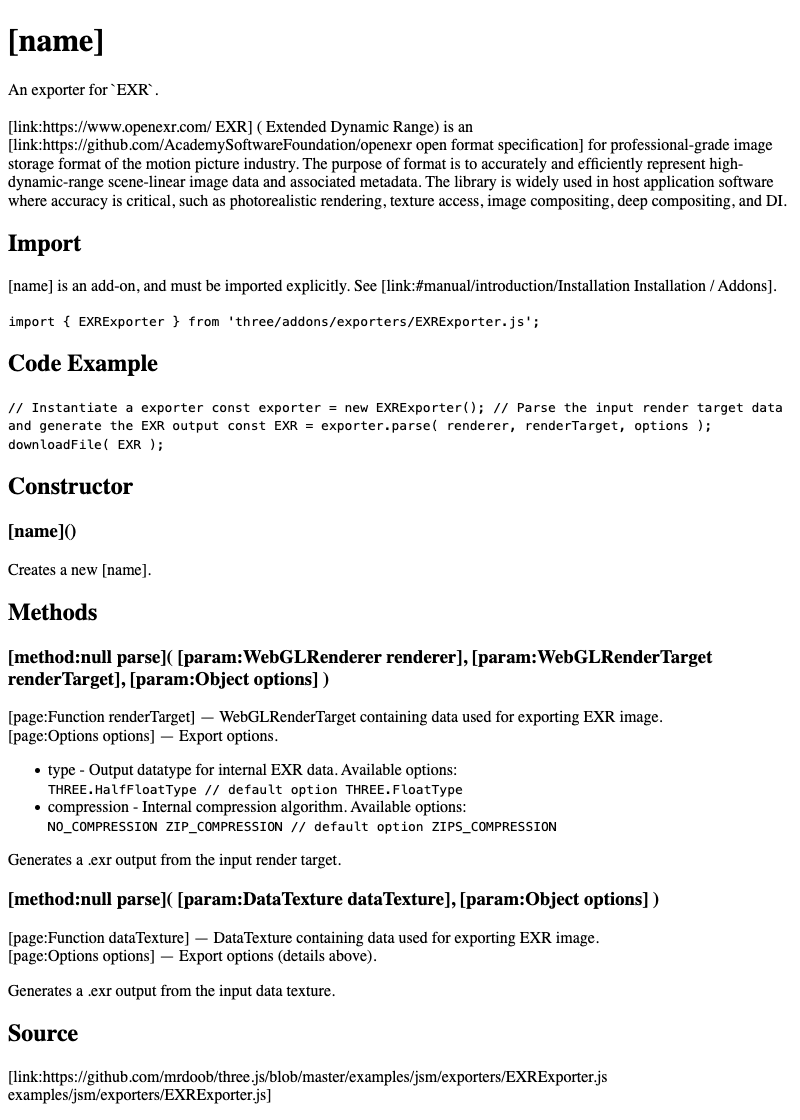 [name]
An exporter for `EXR`.
[link:https://www.openexr.com/ EXR] ( Extended Dynamic Range) is an
[link:https://github.com/AcademySoftwareFoundation/openexr open format specification] for professional-grade image
storage format of the motion picture industry. The purpose of format is to accurately and efficiently represent high-
dynamic-range scene-linear image data and associated metadata. The library is widely used in host application software
where accuracy is critical, such as photorealistic rendering, texture access, image compositing, deep compositing, and DI.
Import
[name] is an add-on, and must be imported explicitly. See [link:#manual/introduction/Installation Installation / Addons].
import { EXRExporter } from 'three/addons/exporters/EXRExporter.js';
Code Example
// Instantiate a exporter const exporter = new EXRExporter(); // Parse the input render target data
and generate the EXR output const EXR = exporter.parse( renderer, renderTarget, options );
downloadFile( EXR );
Constructor
[name]()
Creates a new [name].
Methods
[method:null parse]( [param:WebGLRenderer renderer], [param:WebGLRenderTarget
renderTarget], [param:Object options] )
[page:Function renderTarget] — WebGLRenderTarget containing data used for exporting EXR image.
[page:Options options] — Export options.
• type - Output datatype for internal EXR data. Available options:
THREE.HalfFloatType // default option THREE.FloatType
• compression - Internal compression algorithm. Available options:
NO_COMPRESSION ZIP_COMPRESSION // default option ZIPS_COMPRESSION
Generates a .exr output from the input render target.
[method:null parse]( [param:DataTexture dataTexture], [param:Object options] )
[page:Function dataTexture] — DataTexture containing data used for exporting EXR image.
[page:Options options] — Export options (details above).
Generates a .exr output from the input data texture.
Source
[link:https://github.com/mrdoob/three.js/blob/master/examples/jsm/exporters/EXRExporter.js
examples/jsm/exporters/EXRExporter.js]